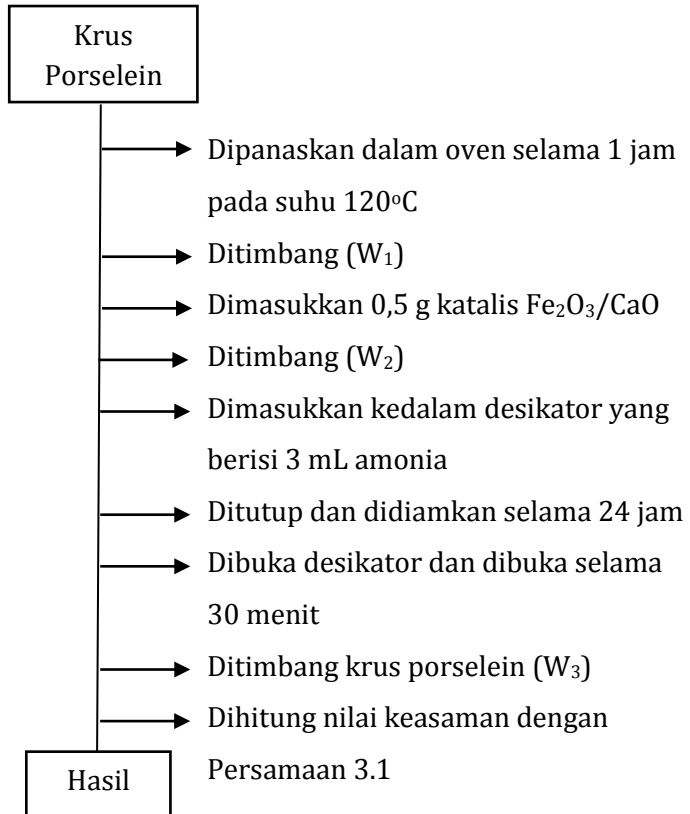 Krus
Porselein
Dipanaskan dalam oven selama 1 jam
pada suhu 120°C
Ditimbang (W₁)
Dimasukkan 0,5 g katalis Fe₂O₃/CaO
Ditimbang (W₂)
Dimasukkan kedalam desikator yang
berisi 3 mL amonia
Ditutup dan didiamkan selama 24 jam
Dibuka desikator dan dibuka selama
30 menit
Ditimbang krus porselein (W₃)
Dihitung nilai keasaman dengan
Persamaan 3.1
Hasil